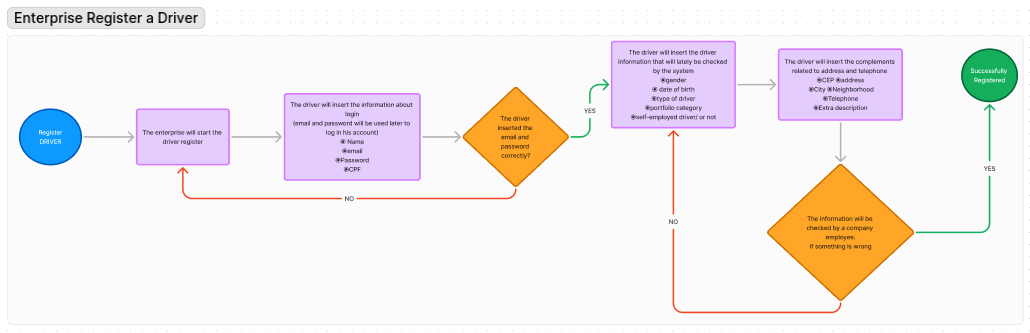 Enterprise Register a Driver
Register
DRIVER
The enterprise will start the
driver register
The driver will insert the information about
login
(email and password will be used later to
log in his account)
⦿ Name
⦿email
⦿Password
⦿CPF
The driver
inserted the
email and
password
correctly?
NO
YES
The driver will insert the driver
information that will lately be checked
by the system
⦿gender
⦿ date of birth
⦿type of driver
⦿portfolio category
⦿self-employed driver/ or not
The driver will insert the complements
related to address and telephone
⦿CEP ⦿address
⦿City ⦿Neighborhood
⦿Telephone
⦿Extra description
The information will be
checked by a company
employee.
If something is wrong
NO
YES
Successfully
Registered